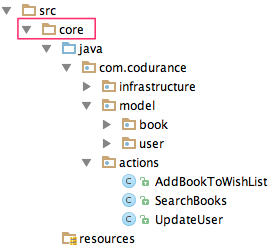 src
core
java
com.codurance
infrastructure
model
book
user
actions
AddBookToWishList
SearchBooks
UpdateUser
resources